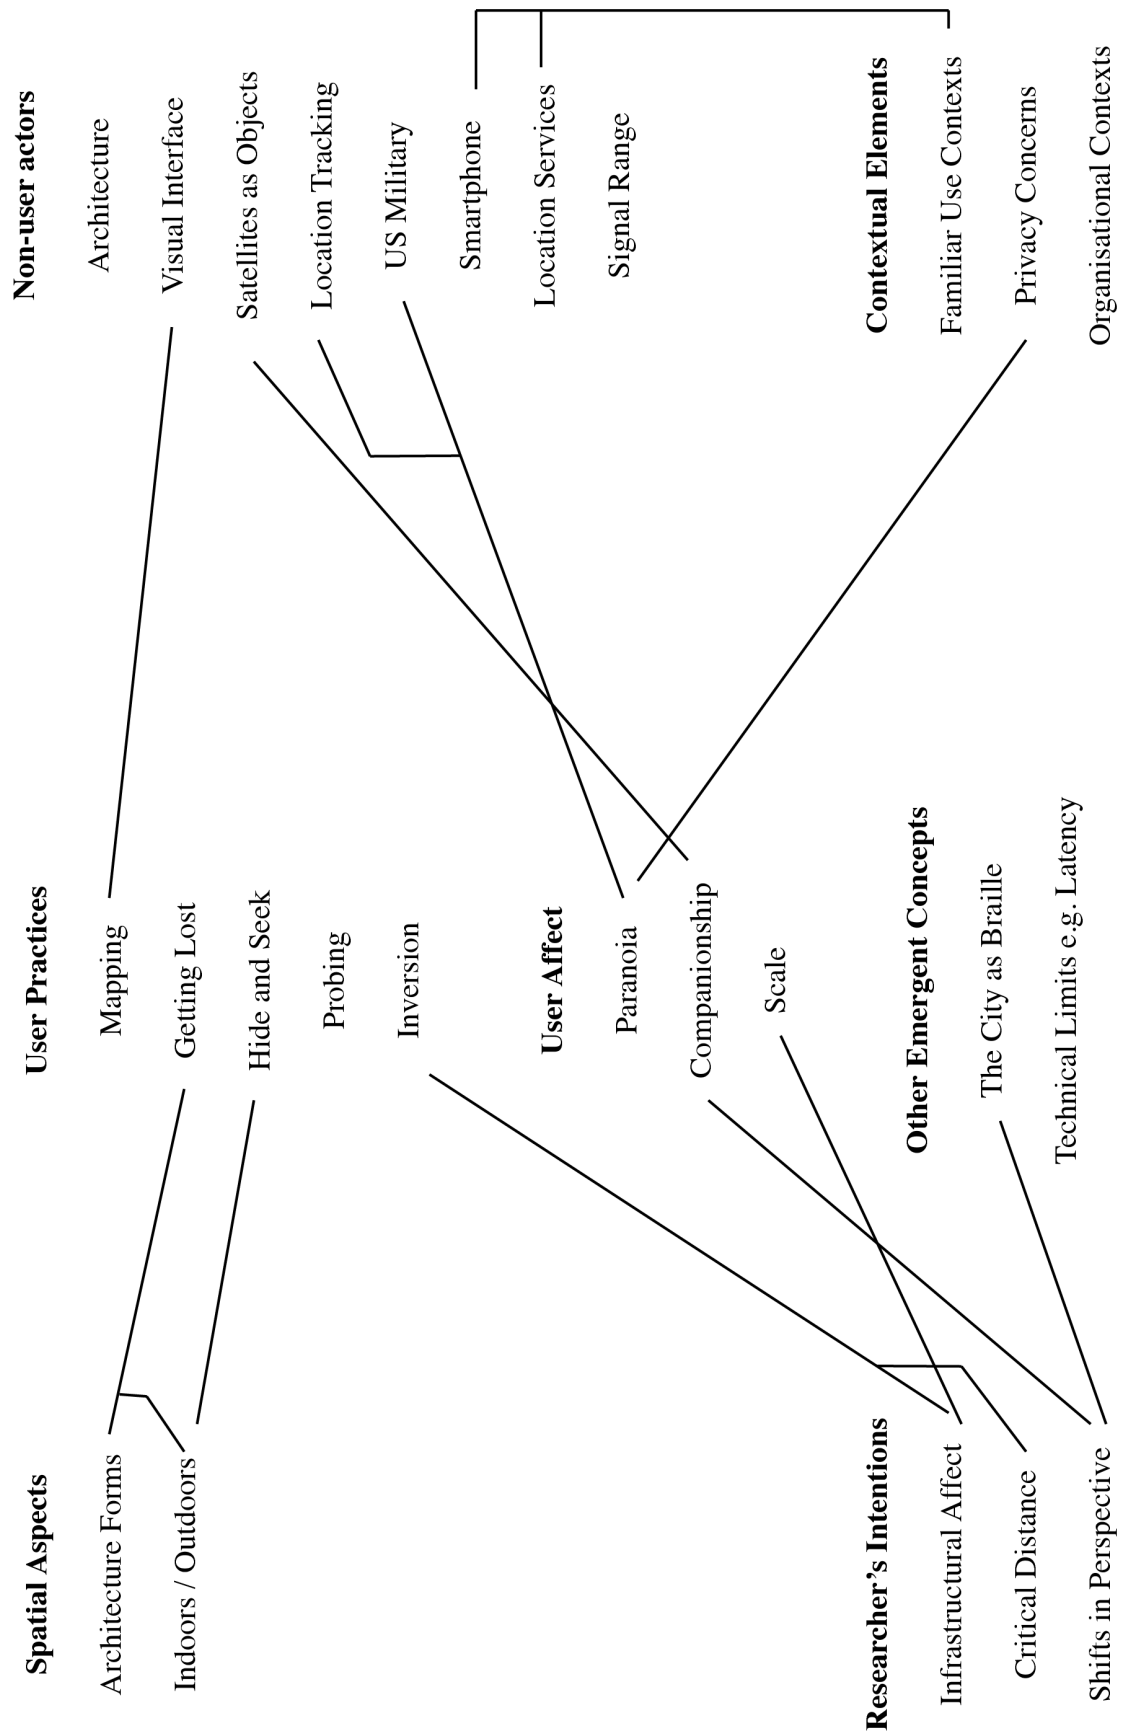 Spatial Aspects
Architecture Forms
Indoors / Outdoors
Researcher's Intentions
Infrastructural Affect
Critical Distance
Shifts in Perspective
User Practices
Mapping
Getting Lost
Hide and Seek
Probing
Inversion
User Affect
Paranoia
Companionship
Scale
Other Emergent Concepts
The City as Braille
Technical Limits e.g. Latency
Non-user actors
Architecture
Visual Interface
Satellites as Objects
Location Tracking
US Military
Smartphone
Location Services
Signal Range
Contextual Elements
Familiar Use Contexts
Privacy Concerns
Organisational Contexts